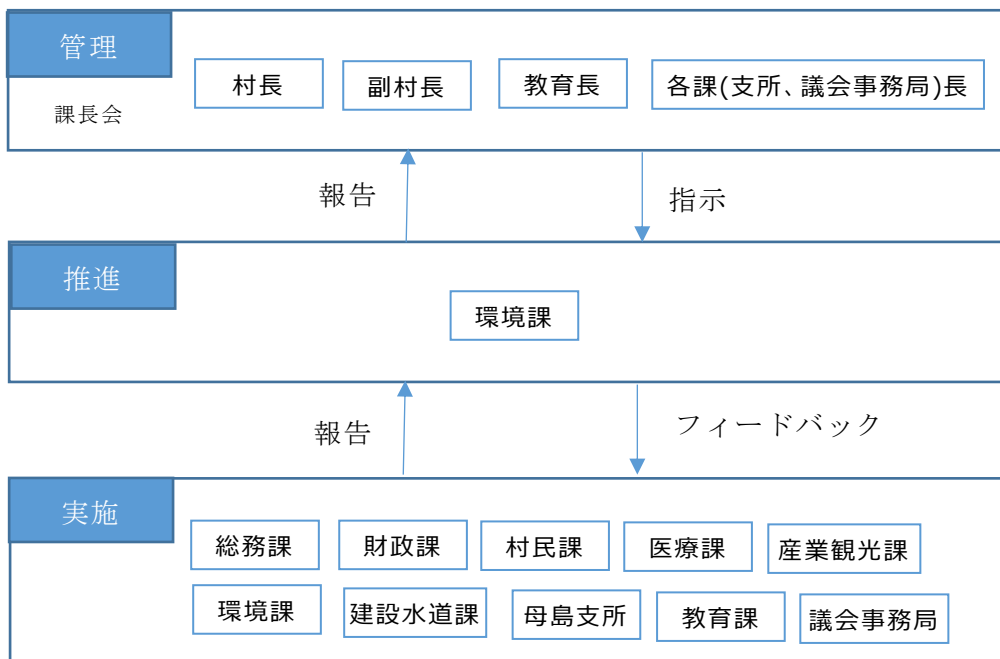 管理
課長会
村長
副村長
教育長
各課(支所、議会事務局)長
報告
指示
推進
環境課
報告
フィードバック
実施
総務課
財政課
村民課
医療課
産業観光課
環境課
建設水道課
母島支所
教育課
議会事務局